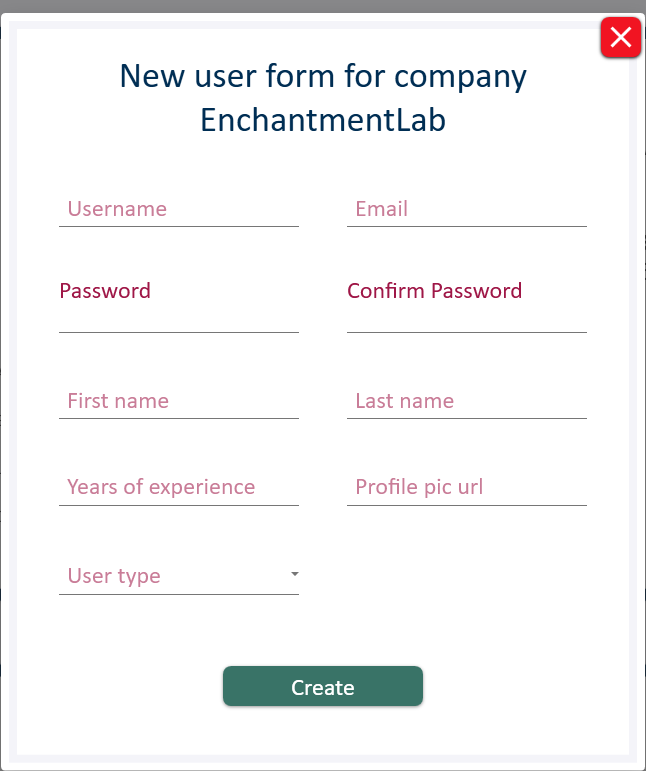 New user form for company
EnchantmentLab
Username
Email
Password
Confirm Password
First name
Last name
Years of experience
Profile pic url
User type
Create